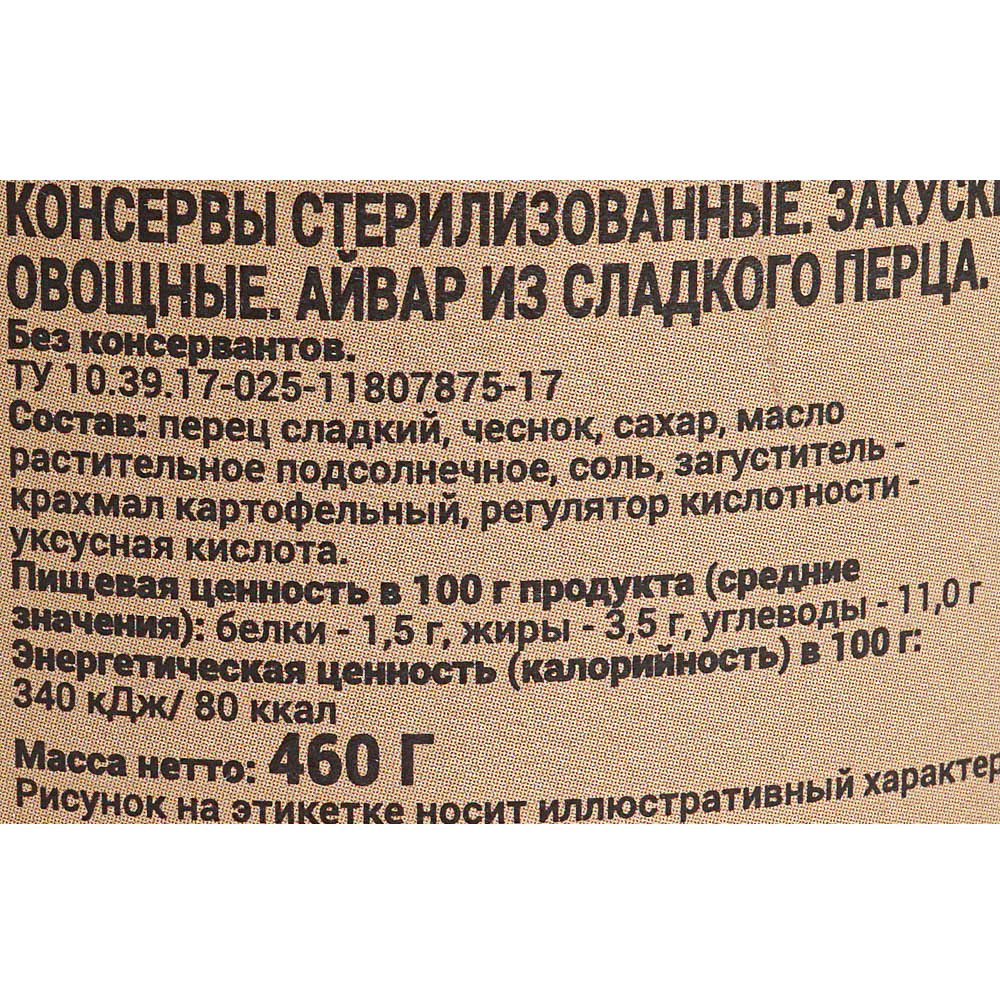 КОНСЕРВЫ СТЕРИЛИЗОВАННЫЕ. ЗАКУСКИ
ОВОЩНЫЕ. АЙВАР ИЗ СЛАДКОГО ПЕРЦА.
Без консервантов.
ТУ 10.39.17-025-11807875-17
Состав: перец сладкий, чеснок, сахар, масло
растительное подсолнечное, соль, загуститель -
крахмал картофельный, регулятор кислотности -
уксусная кислота.
Пищевая ценность в 100 г продукта (средние
значения): белки - 1,5 г, жиры - 3,5 г, углеводы - 11,0 г
Энергетическая ценность (калорийность) в 100 г:
340 кДж/ 80 ккал
Масса нетто: 460 Г
Рисунок на этикетке носит иллюстративный характер